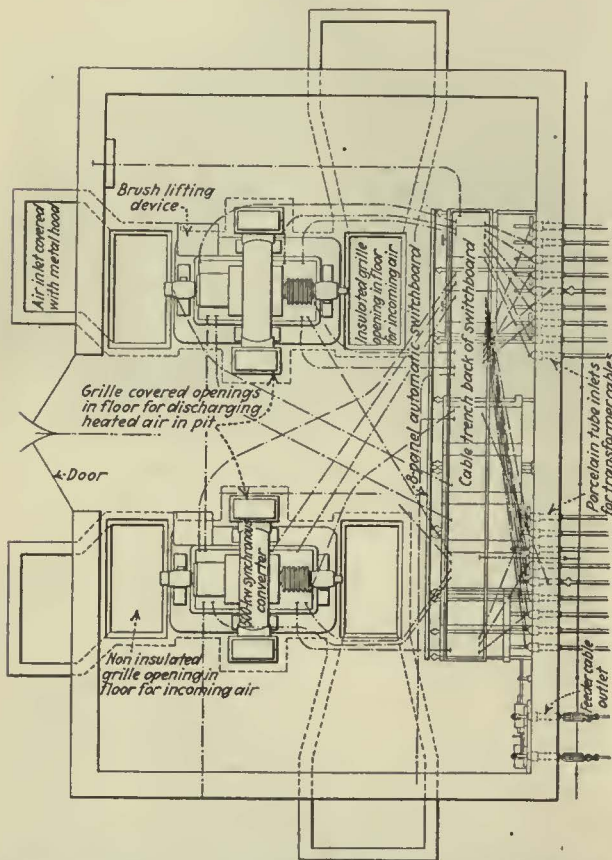 Air inlet covered
with metal hood
Brush lifting
device
Insulated grille
opening in floor
for incoming air
8-panel automatic switchboard
Cable trench back of switchboard
Grille covered openings
in floor for discharging
heated air in pit
Door
synchronous
converter
Porcelain tube inlets
for transformer cables
Non insulated
grille opening in
floor for incoming air
feeder cable
outlet